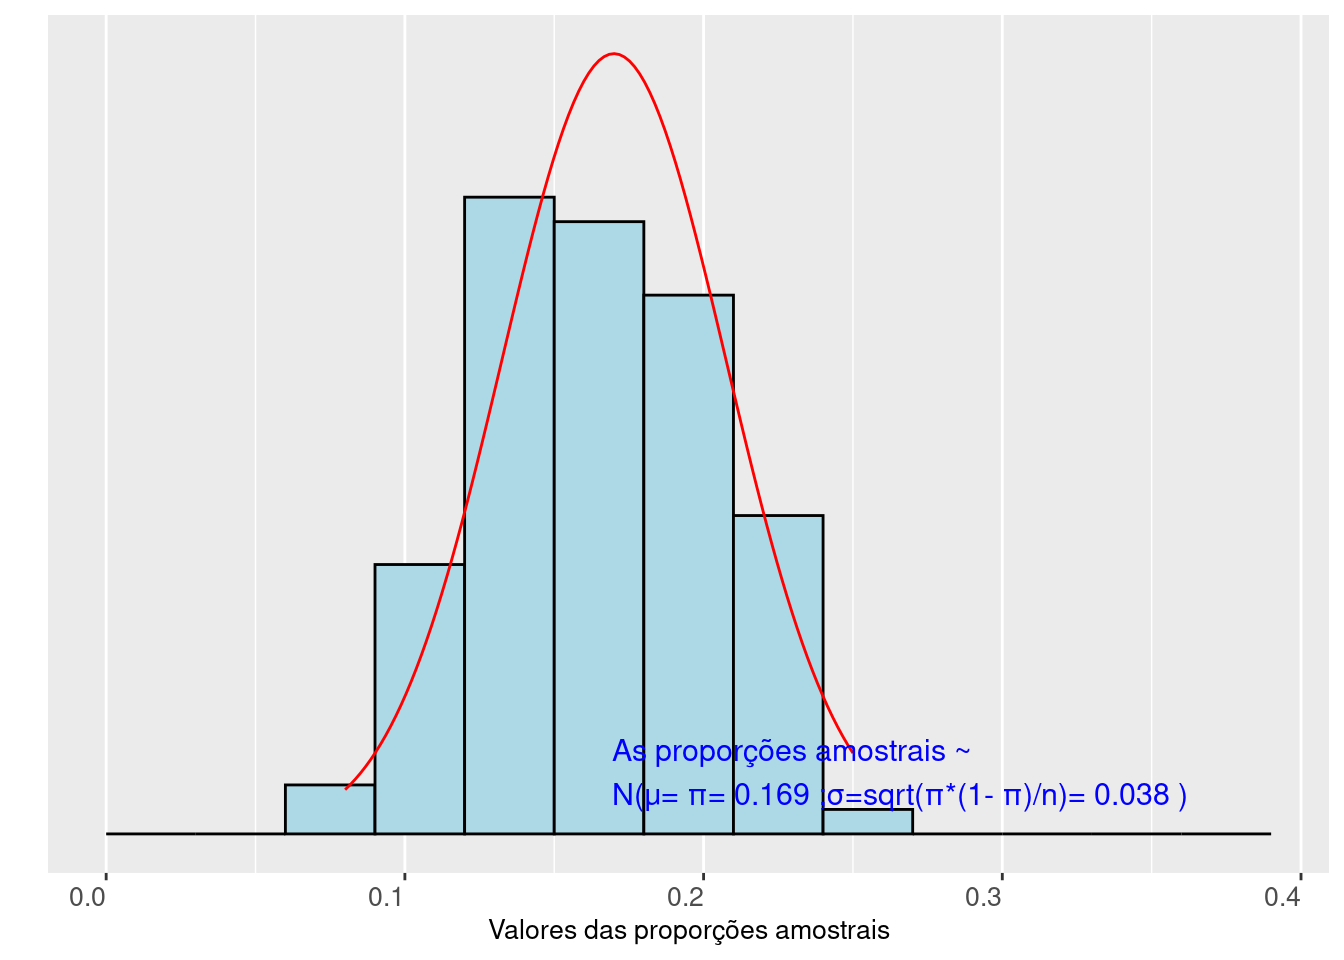 As proporções amostrais ~
N(μ= π= 0.169 ;σ=sqrt(π*(1- π)/n)= 0.038 )
0.0 0.1 0.2 0.3 0.4
Valores das proporções amostrais